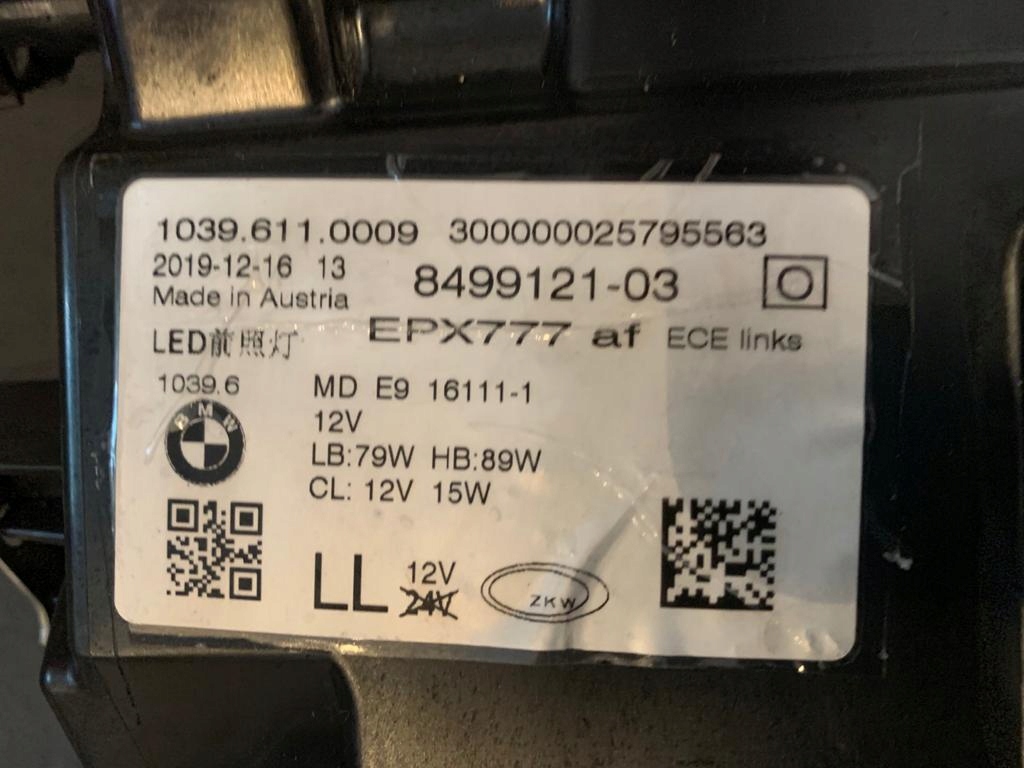 1039.611.0009 300000025795563
2019-12-16 13 8499121-03 O
Made in Austria
LED前照灯 EPX777 af ECE links
1039.6 MD E9 16111-1
BMW
12V
LB:79W HB:89W
CL: 12V 15W
LL 12V
24V
ZKW